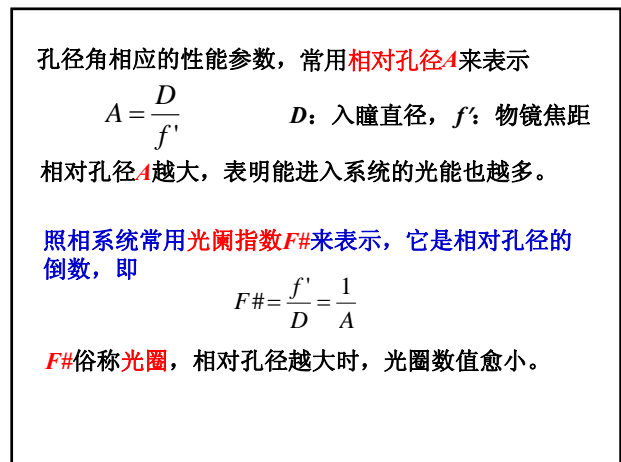 孔径角相应的性能参数，常用相对孔径A来表示
A = D / f'    D：入瞳直径，f′：物镜焦距
相对孔径A越大，表明能进入系统的光能也越多。
照相系统常用光阑指数F#来表示，它是相对孔径的
倒数，即
F# = f' / D = 1 / A
F#俗称光圈，相对孔径越大时，光圈数值愈小。